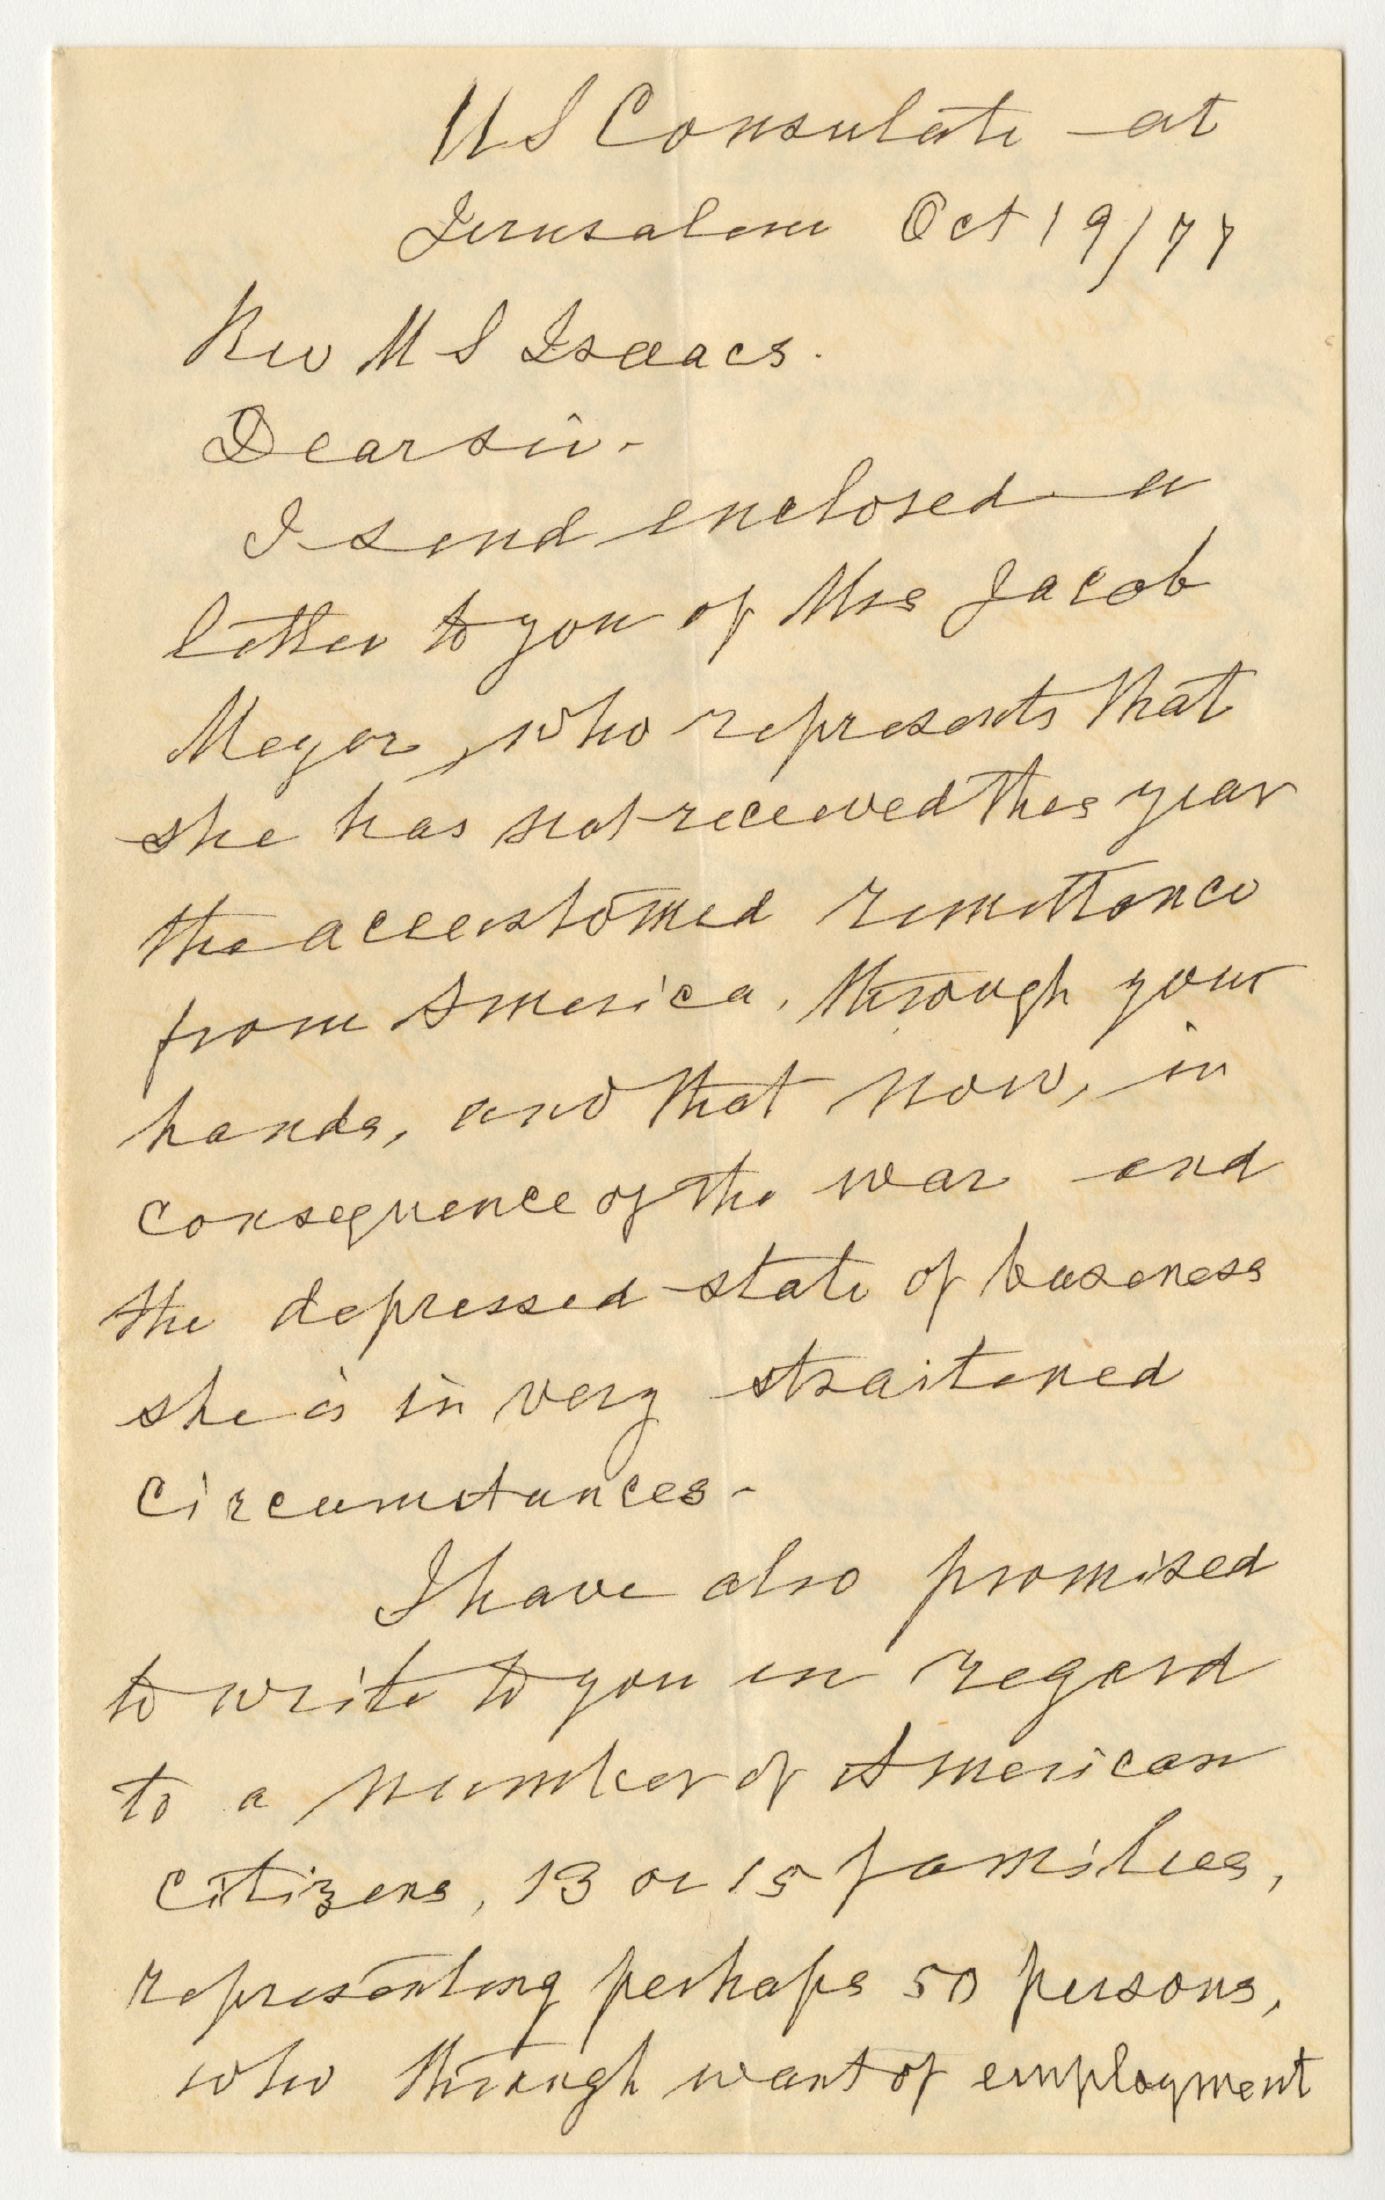 US Consulate at
Jerusalem Oct 19/77
Rev M S Isaacs.
Dear sir -
I send enclosed a
letter to you of Mrs Jacob
Meyer, who represents that
she has not received this year
the accustomed remittance
from America, through your
hands, and that now, in
consequence of the war and
the depressed state of business
she is in very straitened
circumstances -
I have also promised
to write to you in regard
to a number of American
citizens, 13 or 15 families,
representing perhaps 50 persons,
who through want of employment